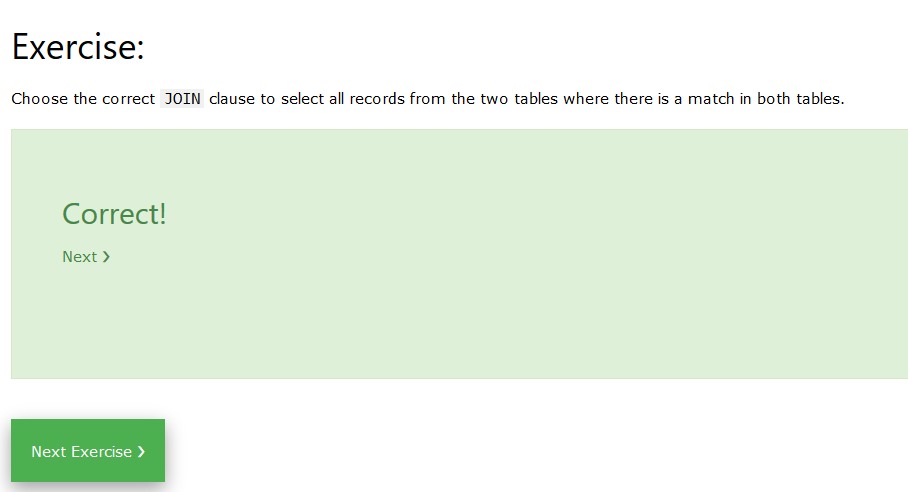 Exercise:
Choose the correct JOIN clause to select all records from the two tables where there is a match in both tables.
Correct!
Next ❯
Next Exercise ❯